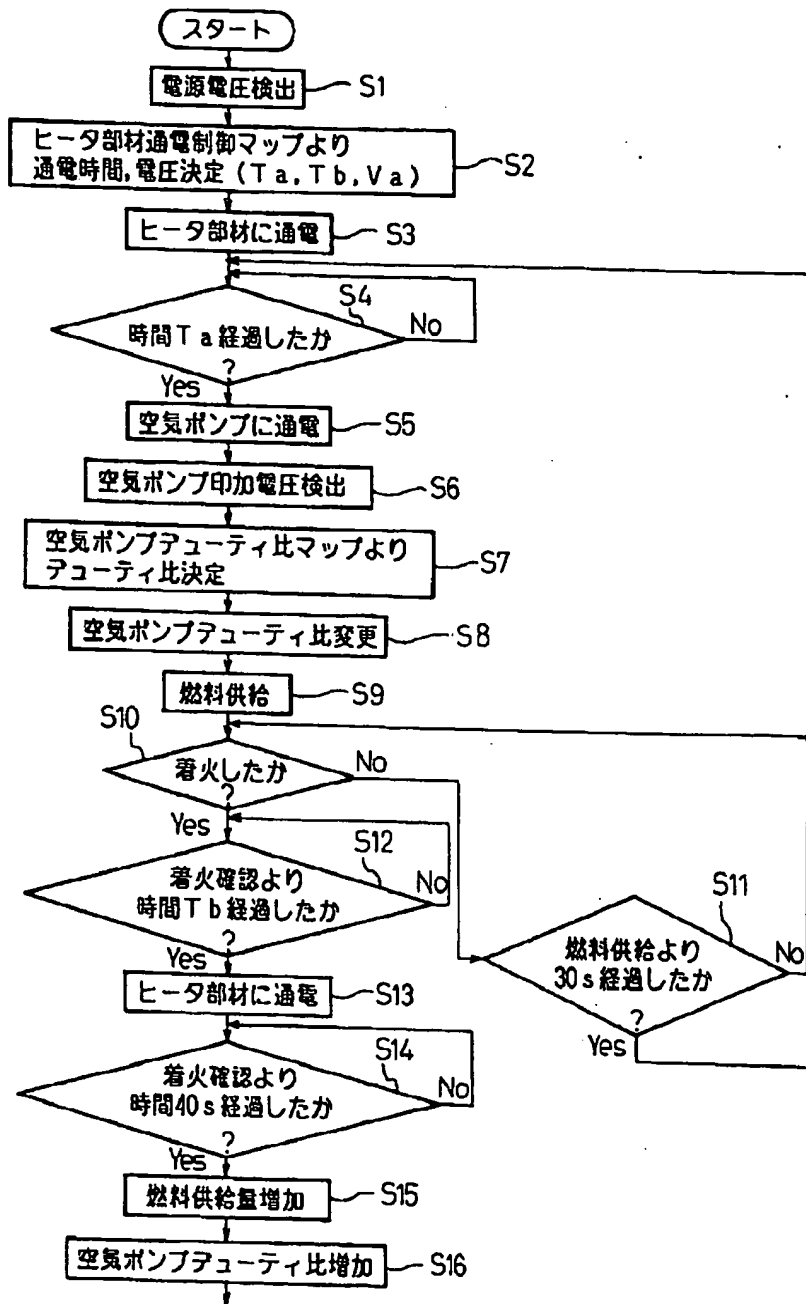 スタート
電源電圧検出
S1
ヒータ部材通電制御マップより
通電時間,電圧決定(Ta,Tb,Va)
S2
ヒータ部材に通電
S3
S4
時間Ta経過したか
?
No
Yes
空気ポンプに通電
S5
空気ポンプ印加電圧検出
S6
空気ポンプデューティ比マップより
デューティ比決定
S7
空気ポンプデューティ比変更
S8
燃料供給
S9
S10
着火したか
?
No
Yes
S12
着火確認より
時間Tb経過したか
?
No
Yes
S11
燃料供給より
30s経過したか
?
No
Yes
ヒータ部材に通電
S13
S14
着火確認より
時間40s経過したか
?
No
Yes
燃料供給量増加
S15
空気ポンプデューティ比増加
S16